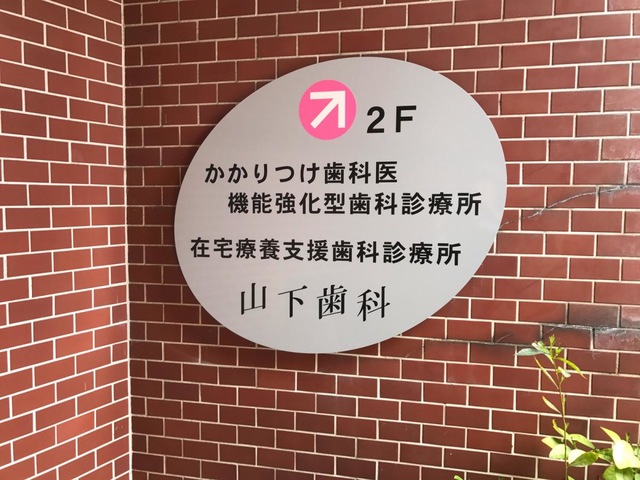 2F
かかりつけ歯科医
機能強化型歯科診療所
在宅療養支援歯科診療所
山下歯科